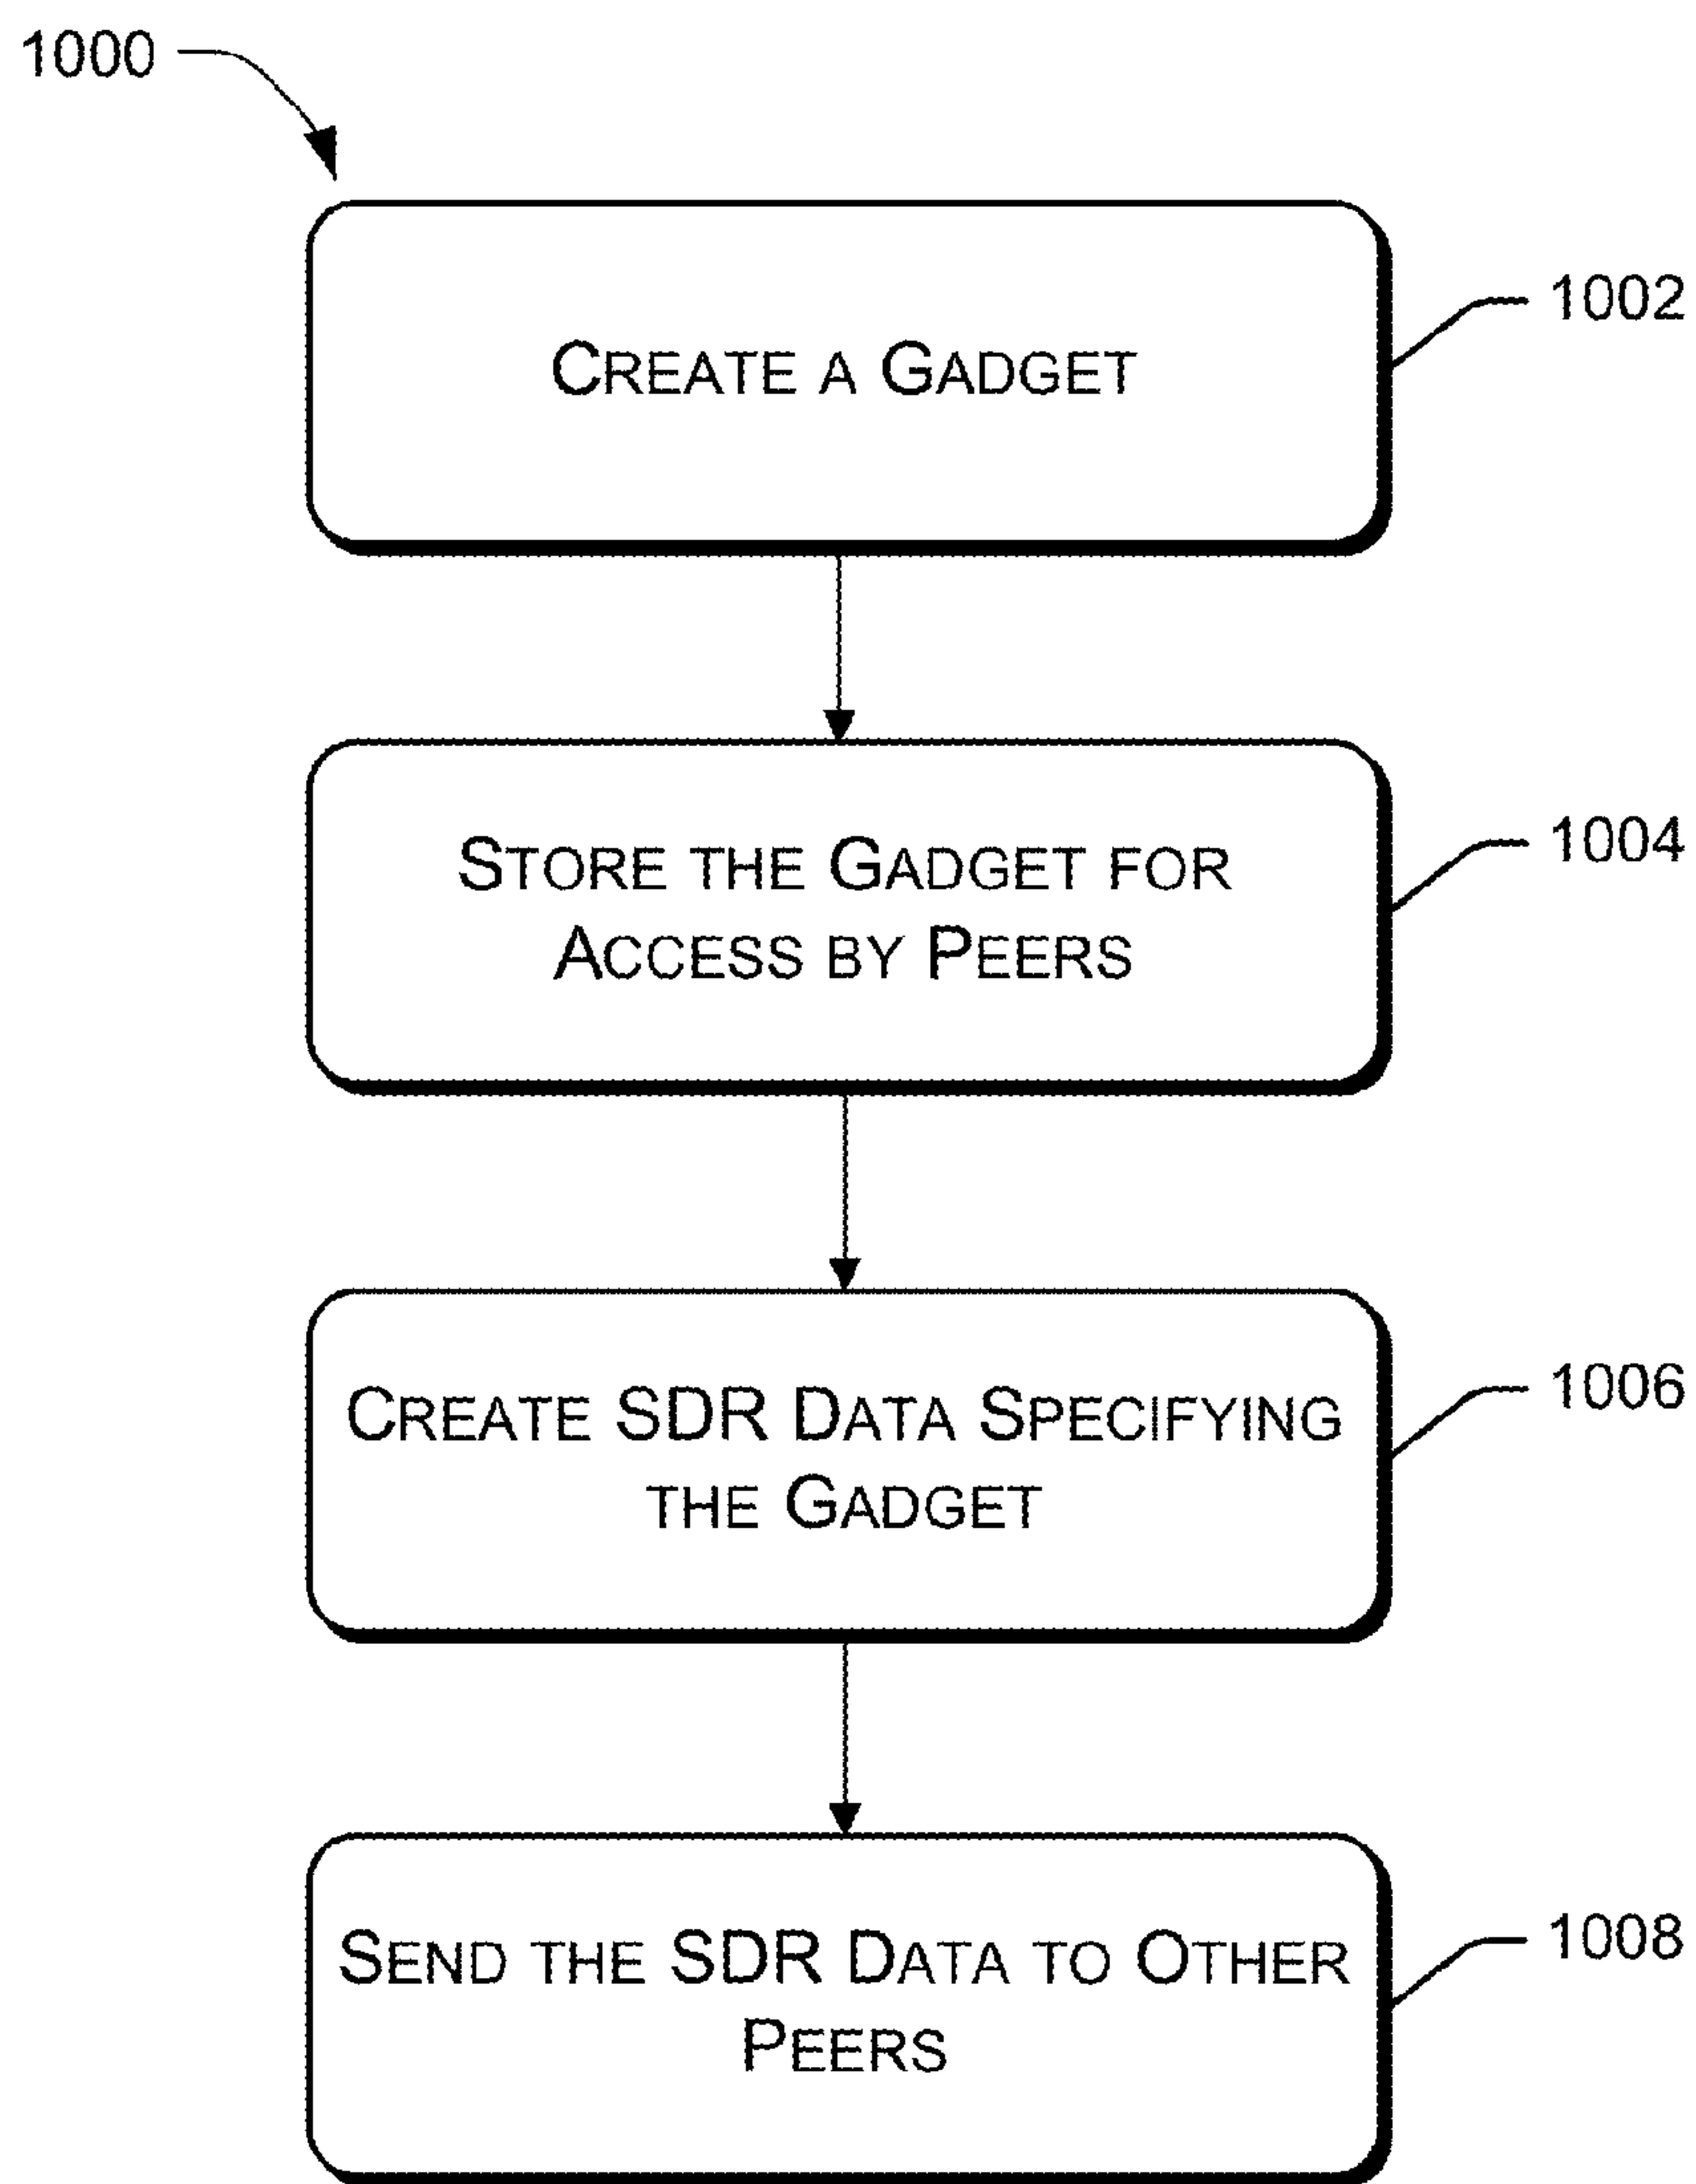 1000
CREATE A GADGET
1002
STORE THE GADGET FOR
ACCESS BY PEERS
1004
CREATE SDR DATA SPECIFYING
THE GADGET
1006
SEND THE SDR DATA TO OTHER
PEERS
1008